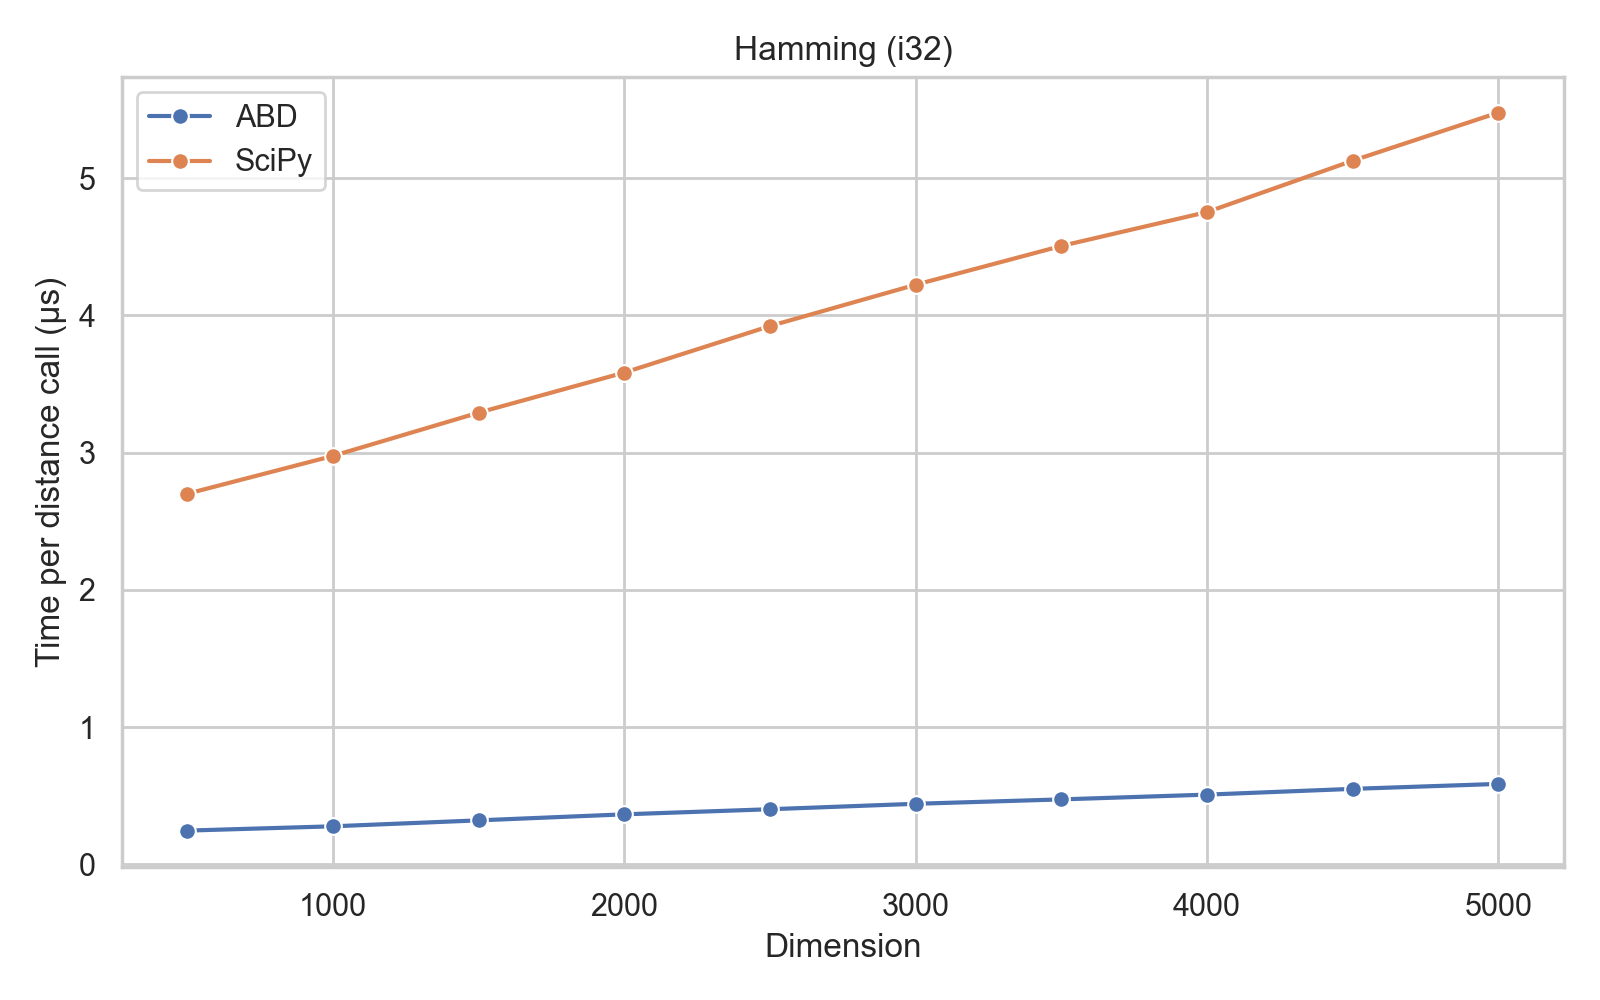 Hamming (i32)
ABD
SciPy
Time per distance call (µs)
5
4
3
2
1
0
1000 2000 3000 4000 5000
Dimension